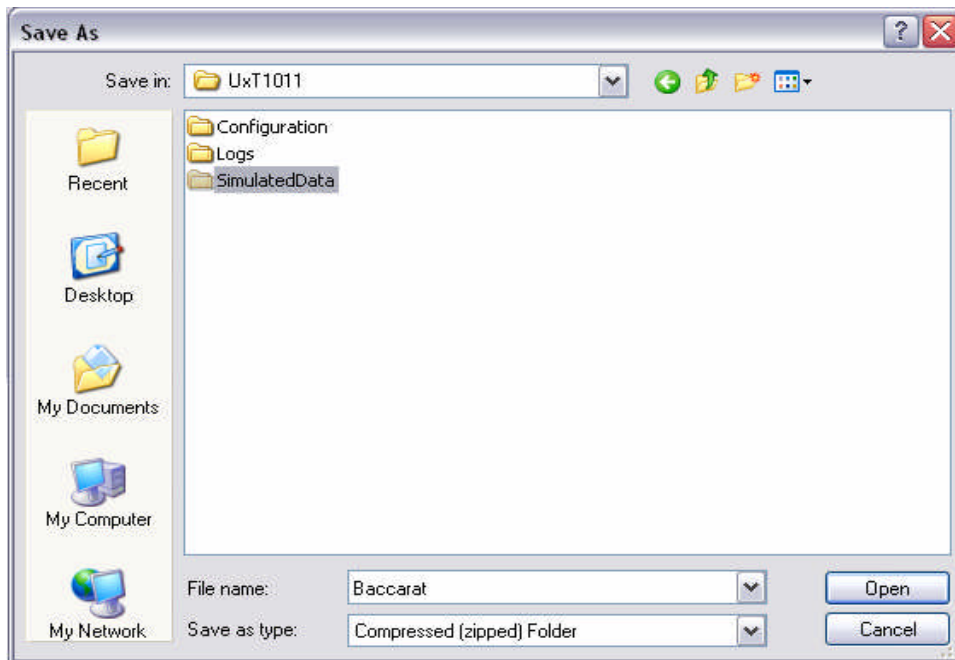 Save As
Save in:
UxT1011
Configuration
Logs
SimulatedData
Recent
Desktop
My Documents
My Computer
My Network
File name:
Baccarat
Open
Save as type:
Compressed (zipped) Folder
Cancel